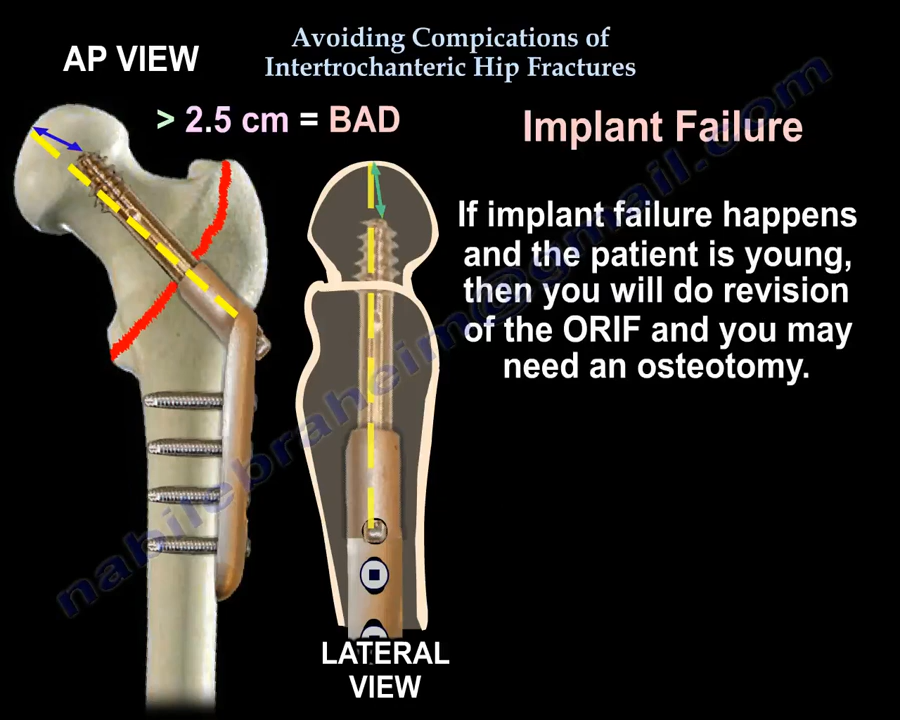 Avoiding Compications of
Intertrochanteric Hip Fractures
AP VIEW
> 2.5 cm = BAD
Implant Failure
If implant failure happens
and the patient is young,
then you will do revision
of the ORIF and you may
need an osteotomy.
LATERAL
VIEW
nabilebraheim@gmail.com